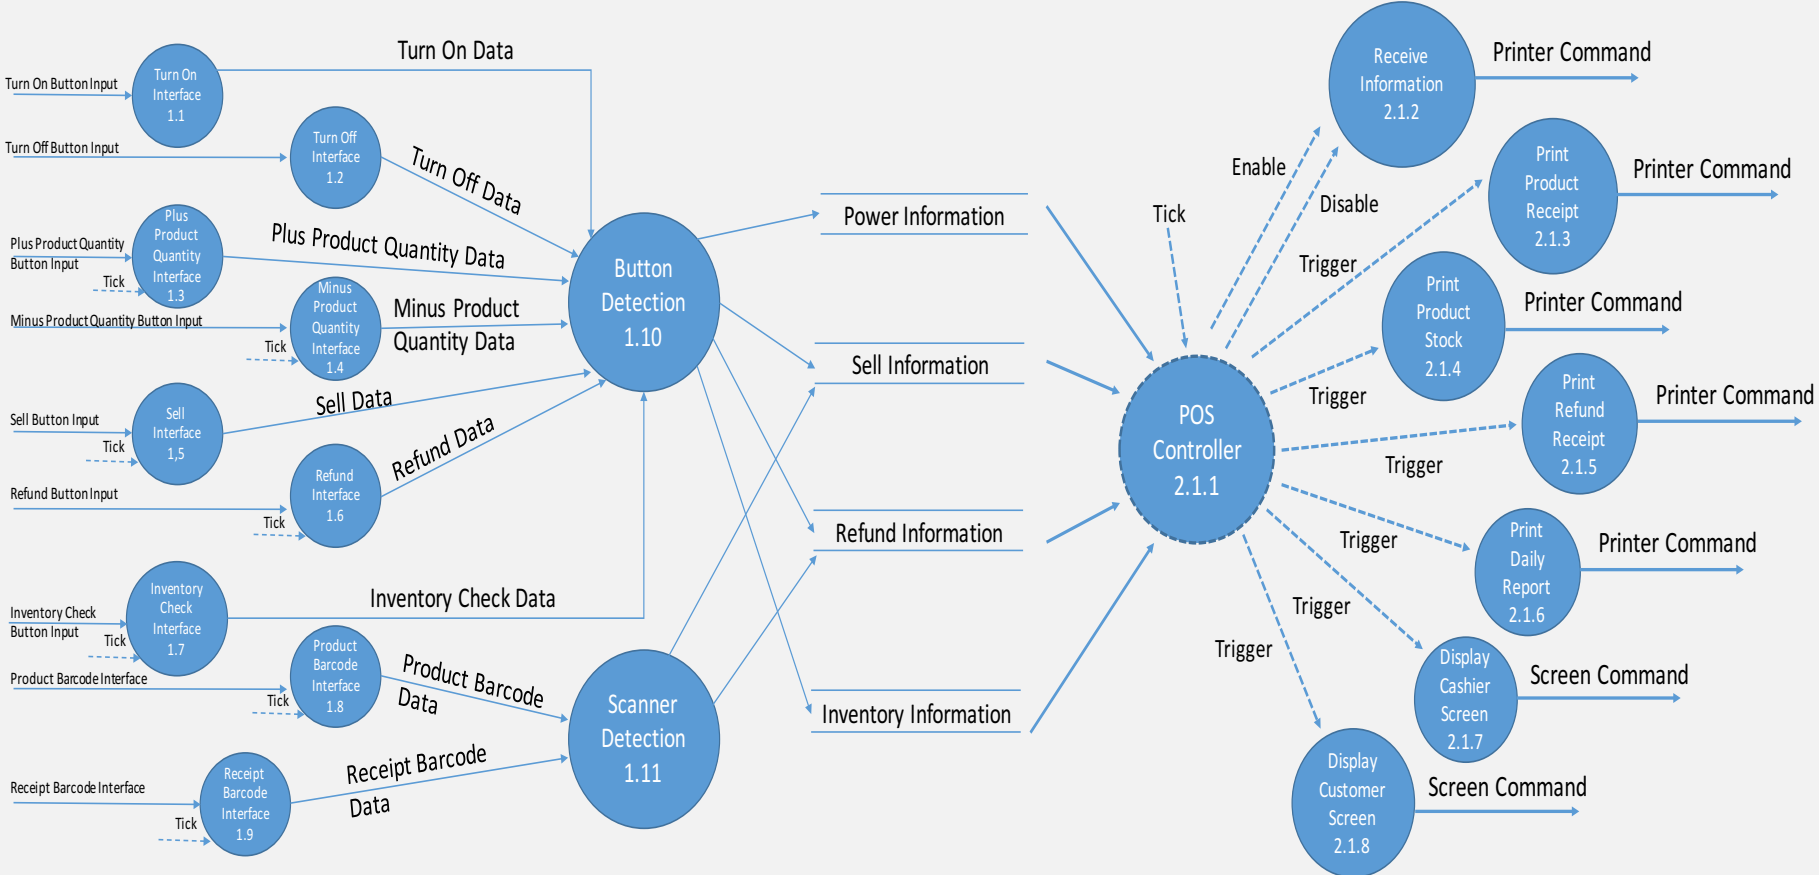 Turn On Data
Turn On Button Input
Turn On
Interface
1.1
Turn Off Button Input
Turn Off
Interface
1.2
Turn Off Data
Plus Product Quantity
Button Input
Tick
Plus
Product
Quantity
Interface
1.3
Plus Product Quantity Data
Minus Product Quantity Button Input
Tick
Minus
Product
Quantity
Interface
1.4
Minus Product
Quantity Data
Sell Button Input
Tick
Sell
Interface
1,5
Sell Data
Refund Button Input
Tick
Refund
Interface
1.6
Refund Data
Inventory Check
Button Input
Tick
Inventory
Check
Interface
1.7
Inventory Check Data
Product Barcode Interface
Tick
Product
Barcode
Interface
1.8
Product Barcode
Data
Receipt Barcode Interface
Tick
Receipt
Barcode
Interface
1.9
Receipt Barcode
Data
Button
Detection
1.10
Scanner
Detection
1.11
Power Information
Sell Information
Refund Information
Inventory Information
Tick
POS
Controller
2.1.1
Enable
Disable
Trigger
Trigger
Trigger
Trigger
Trigger
Trigger
Receive
Information
2.1.2
Printer Command
Print
Product
Receipt
2.1.3
Printer Command
Print
Product
Stock
2.1.4
Printer Command
Print
Refund
Receipt
2.1.5
Printer Command
Print
Daily
Report
2.1.6
Printer Command
Display
Cashier
Screen
2.1.7
Screen Command
Display
Customer
Screen
2.1.8
Screen Command